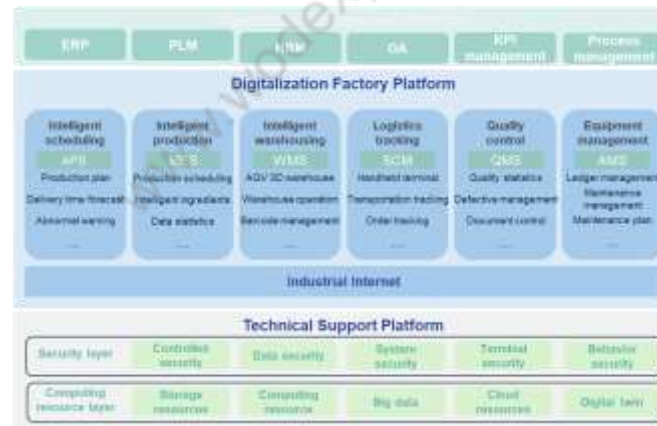 ERP PLM HRM OA KPI management Process management
Digitalization Factory Platform
Intelligent scheduling Intelligent production Intelligent warehousing Logistics tracking Quality control Equipment management
APS MES WMS SCM QMS AMS
Production plan Production scheduling AGV 3D warehouse Handheld terminal Quality statistics Ledger management
Delivery time forecast Intelligent ingredients Warehouse operation Transportation tracking Defective management Maintenance management
Abnormal warning Data statistics Barcode management Order tracking Document control Maintenance plan
... ... ... ... ... ...
Industrial Internet
Technical Support Platform
Security layer Controlled security Data security System security Terminal security Behavior security
Computing resource layer Storage resources Computing resource Big data Cloud resources Digital twin